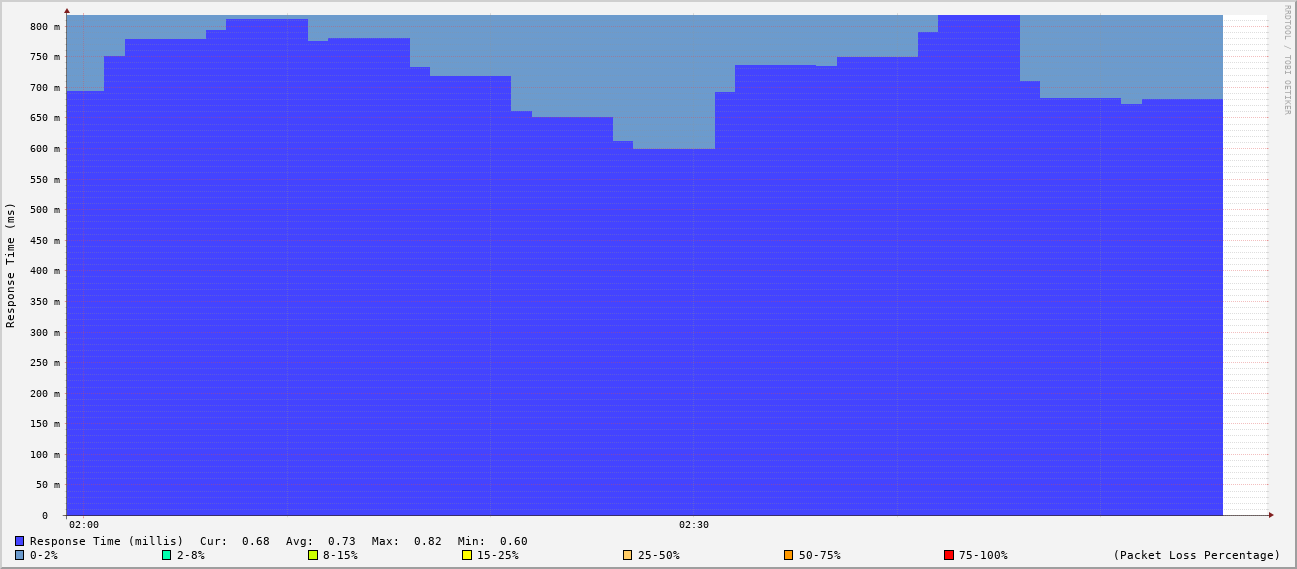 RRDTOOL / TOBI OETIKER
Response Time (ms)
800 m
750 m
700 m
650 m
600 m
550 m
500 m
450 m
400 m
350 m
300 m
250 m
200 m
150 m
100 m
50 m
0
02:00 02:30
Response Time (millis) Cur: 0.68 Avg: 0.73 Max: 0.82 Min: 0.60
0-2% 2-8% 8-15% 15-25% 25-50% 50-75% 75-100% (Packet Loss Percentage)